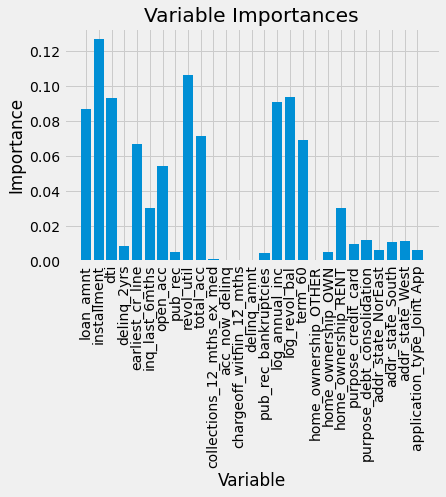 Variable Importances
Importance
0.12
0.10
0.08
0.06
0.04
0.02
0.00
loan_amnt
installment
dti
delinq_2yrs
earliest_cr_line
inq_last_6mths
open_acc
pub_rec
revol_util
total_acc
collections_12_mths_ex_med
acc_now_delinq
chargeoff_within_12_mths
delinq_amnt
pub_rec_bankruptcies
log_annual_inc
log_revol_bal
term_60
home_ownership_OTHER
home_ownership_OWN
home_ownership_RENT
purpose_credit_card
purpose_debt_consolidation
addr_state_NorEast
addr_state_South
addr_state_West
application_type_Joint App
Variable